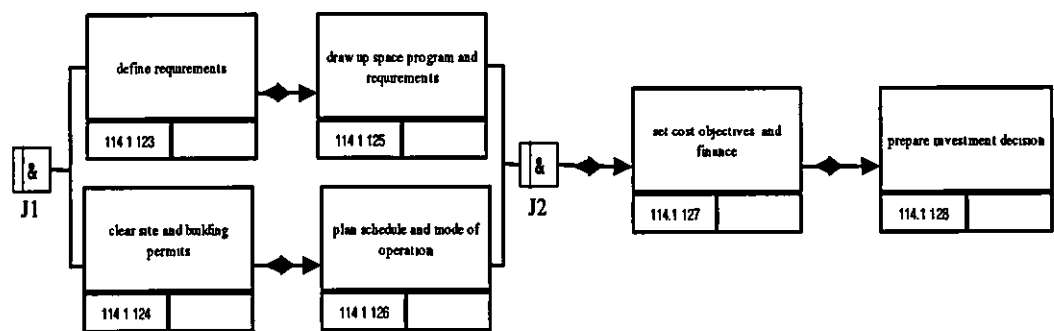 define requrements
114 1 123
draw up space program and
requrements
114 1 125
&
J1
clear site and building
permits
114 1 124
plan schedule and mode of
operation
114 1 126
&
J2
set cost objectives and
finance
114.1 127
prepare investment decision
114.1 128